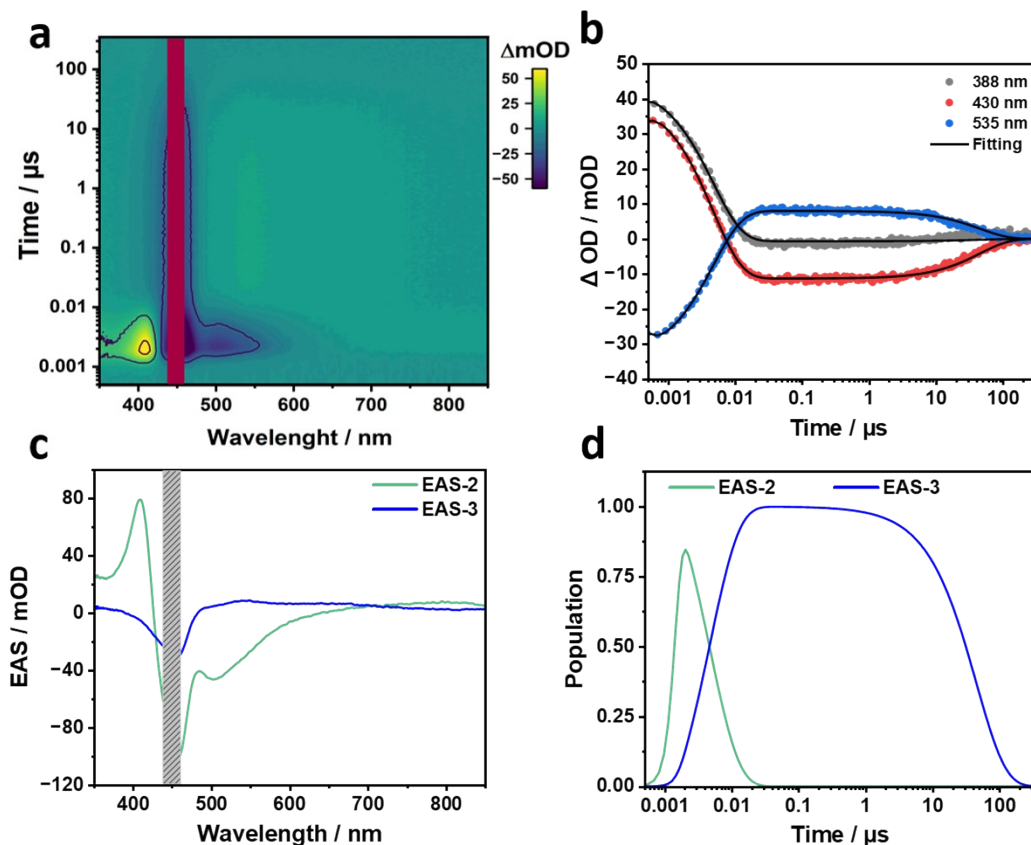 a
ΔmOD
100
10
1
0.1
0.01
0.001
Time / µs
50
25
0
−25
−50
400 500 600 700 800
Wavelenght / nm
b
388 nm
430 nm
535 nm
Fitting
50
40
30
20
10
0
−10
−20
−30
−40
Δ OD / mOD
0.001 0.01 0.1 1 10 100
Time / µs
c
EAS-2
EAS-3
80
40
0
−40
−80
−120
EAS / mOD
400 500 600 700 800
Wavelength / nm
d
EAS-2 EAS-3
1.00
0.75
0.50
0.25
0.00
Population
0.001 0.01 0.1 1 10 100
Time / µs